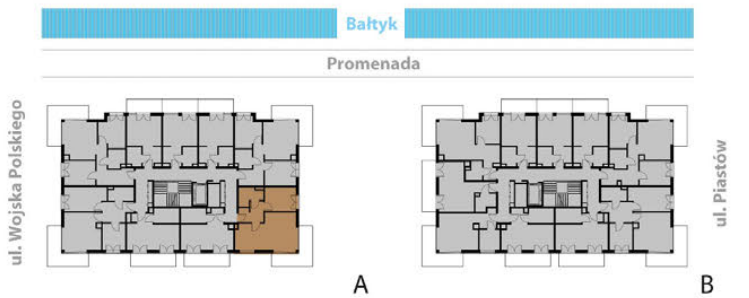 Bałtyk
Promenada
ul. Wojska Polskiego
ul. Piastów
A
B